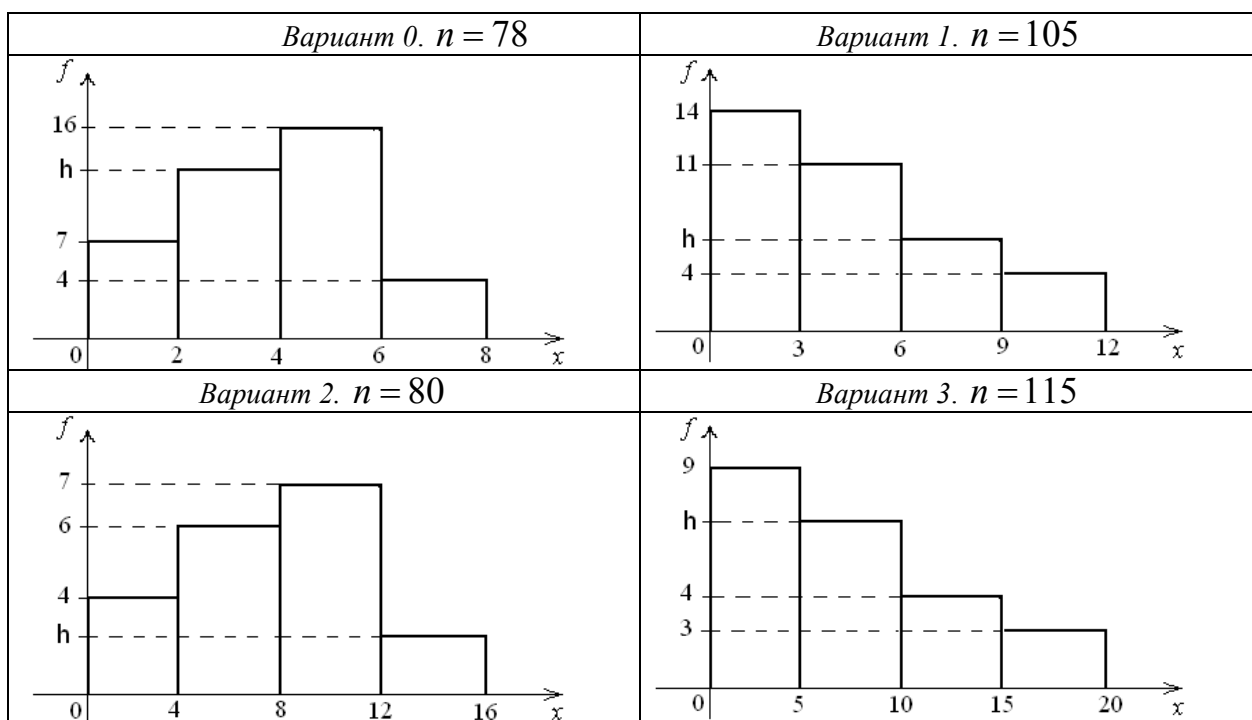 Вариант 0. n = 78
f
16
h
7
4
0 2 4 6 8 x
Вариант 1. n = 105
f
14
11
h
4
0 3 6 9 12 x
Вариант 2. n = 80
f
7
6
4
h
0 4 8 12 16 x
Вариант 3. n = 115
f
9
h
4
3
0 5 10 15 20 x